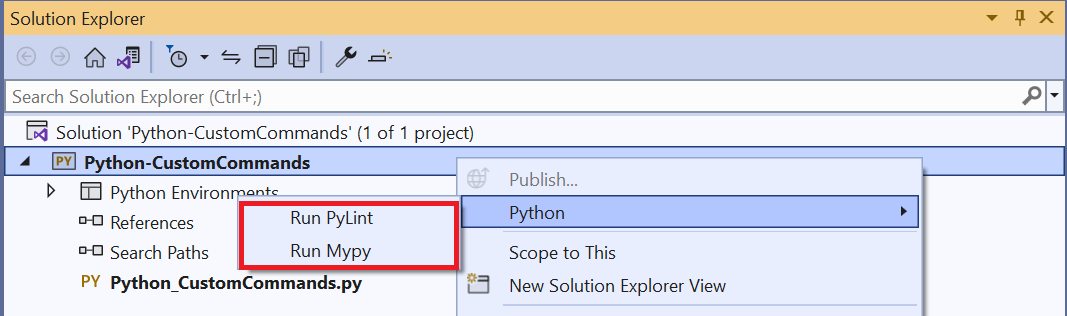 Solution Explorer
Search Solution Explorer (Ctrl+;)
Solution 'Python-CustomCommands' (1 of 1 project)
PY Python-CustomCommands
Python Environments
References
Search Paths
PY Python_CustomCommands.py
Publish...
Python
Scope to This
New Solution Explorer View
Run PyLint
Run Mypy